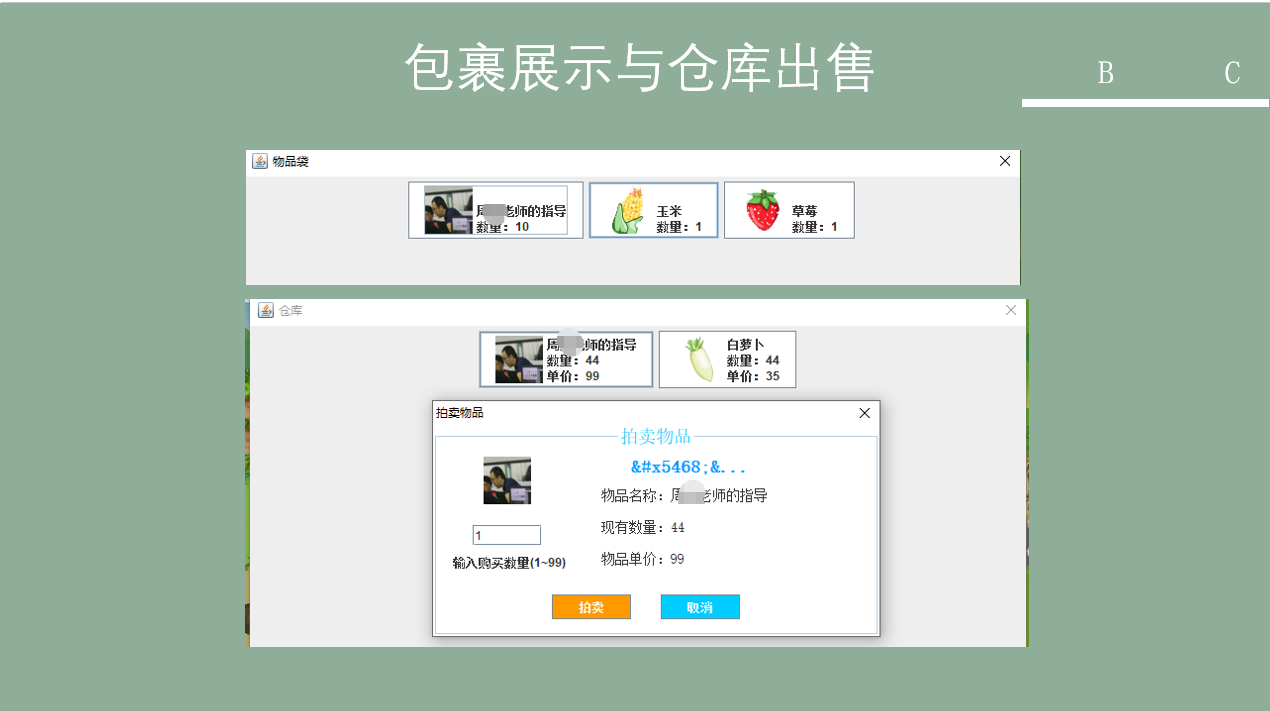 包裹展示与仓库出售
B C
物品袋
周 老师的指导
数量：10
玉米
数量：1
草莓
数量：1
仓库
周 师的指导
数量：44
单价：99
白萝卜
数量：44
单价：35
拍卖物品
拍卖物品
&#x5468;&...
物品名称：周 老师的指导
现有数量：44
物品单价：99
1
输入购买数量(1~99)
拍卖 取消